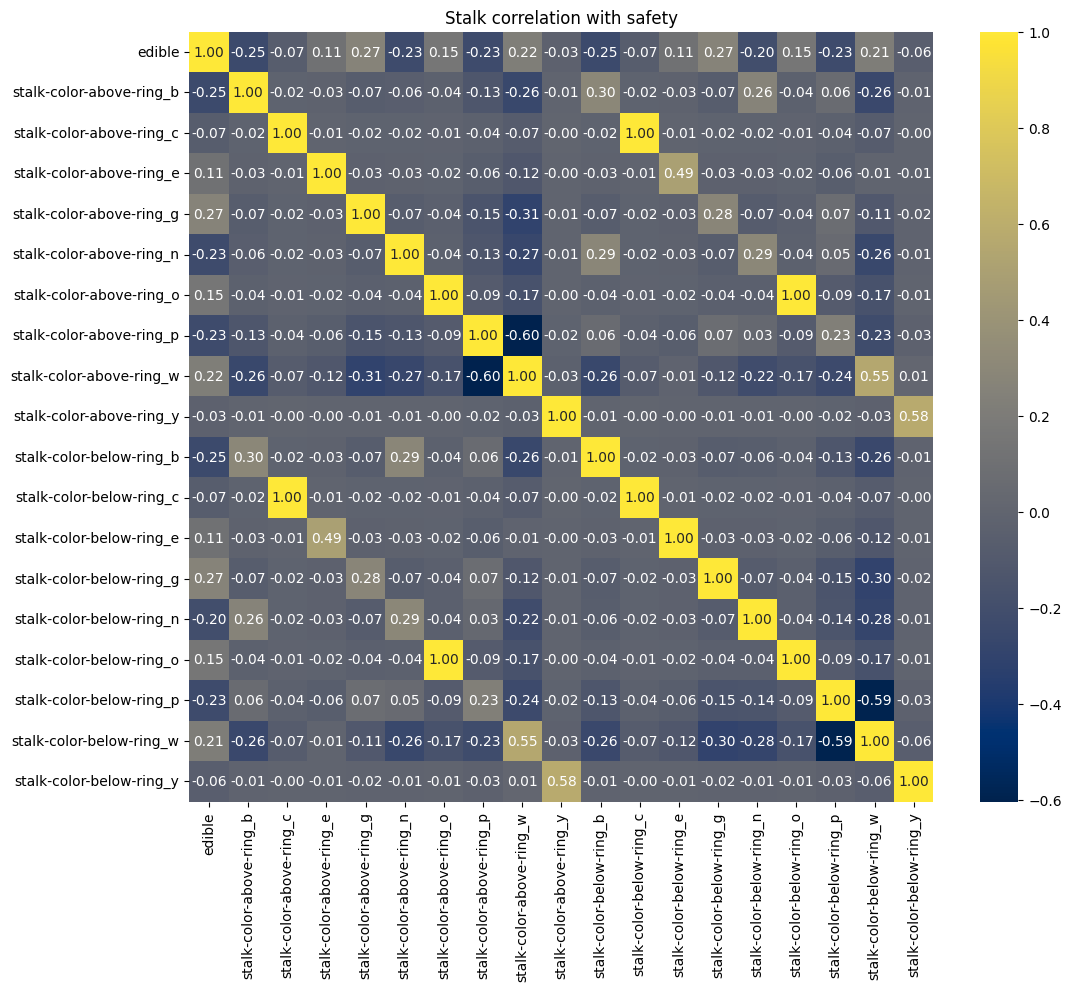 Stalk correlation with safety
edible 1.00 -0.25 -0.07 0.11 0.27 -0.23 0.15 -0.23 0.22 -0.03 -0.25 -0.07 0.11 0.27 -0.20 0.15 -0.23 0.21 -0.06
stalk-color-above-ring_b -0.25 1.00 -0.02 -0.03 -0.07 -0.06 -0.04 -0.13 -0.26 -0.01 0.30 -0.02 -0.03 -0.07 0.26 -0.04 0.06 -0.26 -0.01
stalk-color-above-ring_c -0.07 -0.02 1.00 -0.01 -0.02 -0.02 -0.01 -0.04 -0.07 -0.00 -0.02 1.00 -0.01 -0.02 -0.02 -0.01 -0.04 -0.07 -0.00
stalk-color-above-ring_e 0.11 -0.03 -0.01 1.00 -0.03 -0.03 -0.02 -0.06 -0.12 -0.00 -0.03 -0.01 0.49 -0.03 -0.03 -0.02 -0.06 -0.01 -0.01
stalk-color-above-ring_g 0.27 -0.07 -0.02 -0.03 1.00 -0.07 -0.04 -0.15 -0.31 -0.01 -0.07 -0.02 -0.03 0.28 -0.07 -0.04 0.07 -0.11 -0.02
stalk-color-above-ring_n -0.23 -0.06 -0.02 -0.03 -0.07 1.00 -0.04 -0.13 -0.27 -0.01 0.29 -0.02 -0.03 -0.07 0.29 -0.04 0.05 -0.26 -0.01
stalk-color-above-ring_o 0.15 -0.04 -0.01 -0.02 -0.04 -0.04 1.00 -0.09 -0.17 -0.00 -0.04 -0.01 -0.02 -0.04 -0.04 1.00 -0.09 -0.17 -0.01
stalk-color-above-ring_p -0.23 -0.13 -0.04 -0.06 -0.15 -0.13 -0.09 1.00 -0.60 -0.02 0.06 -0.04 -0.06 0.07 0.03 -0.09 0.23 -0.23 -0.03
stalk-color-above-ring_w 0.22 -0.26 -0.07 -0.12 -0.31 -0.27 -0.17 -0.60 1.00 -0.03 -0.26 -0.07 -0.01 -0.12 -0.22 -0.17 -0.24 0.55 0.01
stalk-color-above-ring_y -0.03 -0.01 -0.00 -0.00 -0.01 -0.01 -0.00 -0.02 -0.03 1.00 -0.01 -0.00 -0.00 -0.01 -0.01 -0.00 -0.02 -0.03 0.58
stalk-color-below-ring_b -0.25 0.30 -0.02 -0.03 -0.07 0.29 -0.04 0.06 -0.26 -0.01 1.00 -0.02 -0.03 -0.07 -0.06 -0.04 -0.13 -0.26 -0.01
stalk-color-below-ring_c -0.07 -0.02 1.00 -0.01 -0.02 -0.02 -0.01 -0.04 -0.07 -0.00 -0.02 1.00 -0.01 -0.02 -0.02 -0.01 -0.04 -0.07 -0.00
stalk-color-below-ring_e 0.11 -0.03 -0.01 0.49 -0.03 -0.03 -0.02 -0.06 -0.01 -0.00 -0.03 -0.01 1.00 -0.03 -0.03 -0.02 -0.06 -0.12 -0.01
stalk-color-below-ring_g 0.27 -0.07 -0.02 -0.03 0.28 -0.07 -0.04 0.07 -0.12 -0.01 -0.07 -0.02 -0.03 1.00 -0.07 -0.04 -0.15 -0.30 -0.02
stalk-color-below-ring_n -0.20 0.26 -0.02 -0.03 -0.07 0.29 -0.04 0.03 -0.22 -0.01 -0.06 -0.02 -0.03 -0.07 1.00 -0.04 -0.14 -0.28 -0.01
stalk-color-below-ring_o 0.15 -0.04 -0.01 -0.02 -0.04 -0.04 1.00 -0.09 -0.17 -0.00 -0.04 -0.01 -0.02 -0.04 -0.04 1.00 -0.09 -0.17 -0.01
stalk-color-below-ring_p -0.23 0.06 -0.04 -0.06 0.07 0.05 -0.09 0.23 -0.24 -0.02 -0.13 -0.04 -0.06 -0.15 -0.14 -0.09 1.00 -0.59 -0.03
stalk-color-below-ring_w 0.21 -0.26 -0.07 -0.01 -0.11 -0.26 -0.17 -0.23 0.55 -0.03 -0.26 -0.07 -0.12 -0.30 -0.28 -0.17 -0.59 1.00 -0.06
stalk-color-below-ring_y -0.06 -0.01 -0.00 -0.01 -0.02 -0.01 -0.01 -0.03 0.01 0.58 -0.01 -0.00 -0.01 -0.02 -0.01 -0.01 -0.03 -0.06 1.00
edible
stalk-color-above-ring_b
stalk-color-above-ring_c
stalk-color-above-ring_e
stalk-color-above-ring_g
stalk-color-above-ring_n
stalk-color-above-ring_o
stalk-color-above-ring_p
stalk-color-above-ring_w
stalk-color-above-ring_y
stalk-color-below-ring_b
stalk-color-below-ring_c
stalk-color-below-ring_e
stalk-color-below-ring_g
stalk-color-below-ring_n
stalk-color-below-ring_o
stalk-color-below-ring_p
stalk-color-below-ring_w
stalk-color-below-ring_y
1.0
0.8
0.6
0.4
0.2
0.0
−0.2
−0.4
−0.6